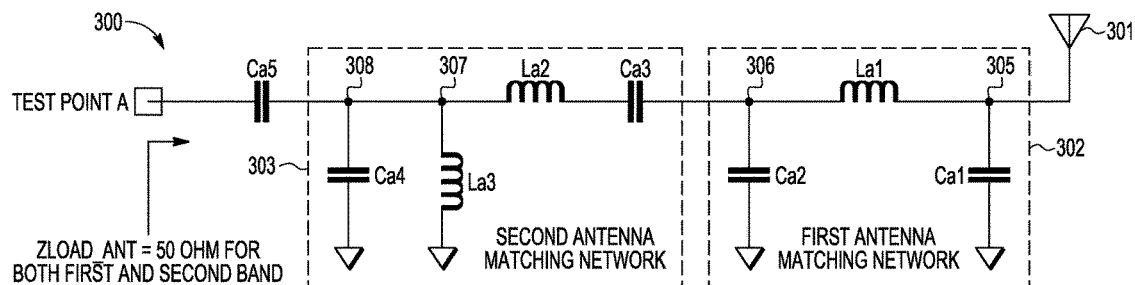 300
301
Ca5
308
307
La2
Ca3
306
La1
305
TEST POINT A
303
Ca4
La3
Ca2
Ca1
302
ZLOAD_ANT = 50 OHM FOR
BOTH FIRST AND SECOND BAND
SECOND ANTENNA
MATCHING NETWORK
FIRST ANTENNA
MATCHING NETWORK